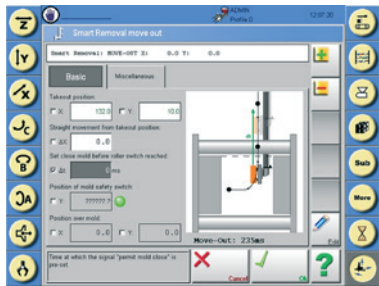 ADMIN
Profile 0
12:07:20
Smart Removal move out
Smart Removal: MOVE-OUT X: 0.0 Y: 0.0
Basic
Miscellaneous
Takeout position:
X: 132.0 Y: 10.0
Straight movement from takeout position:
ΔX: 0.0
Set close mold before roller switch reached:
Δt: 0 ms
Position of mold safety switch:
Y: ??????.?
Position over mold:
X: 0.0 Y: 0.0
Move-Out: 235ms
Edit
Time at which the signal "permit mold close" is
pre-set.
Cancel
Ok
Z
Y
X
C
B
A
Sub
More